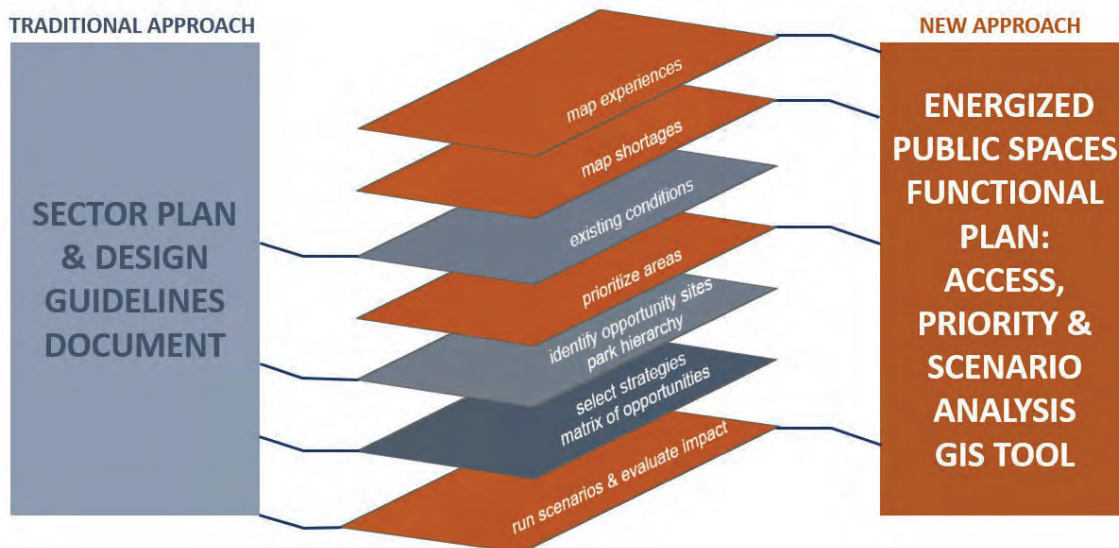 TRADITIONAL APPROACH
SECTOR PLAN
& DESIGN
GUIDELINES
DOCUMENT
map experiences
map shortages
existing conditions
prioritize areas
identify opportunity sites
park hierarchy
select strategies
matrix of opportunities
run scenarios & evaluate impact
NEW APPROACH
ENERGIZED
PUBLIC SPACES
FUNCTIONAL
PLAN:
ACCESS,
PRIORITY &
SCENARIO
ANALYSIS
GIS TOOL